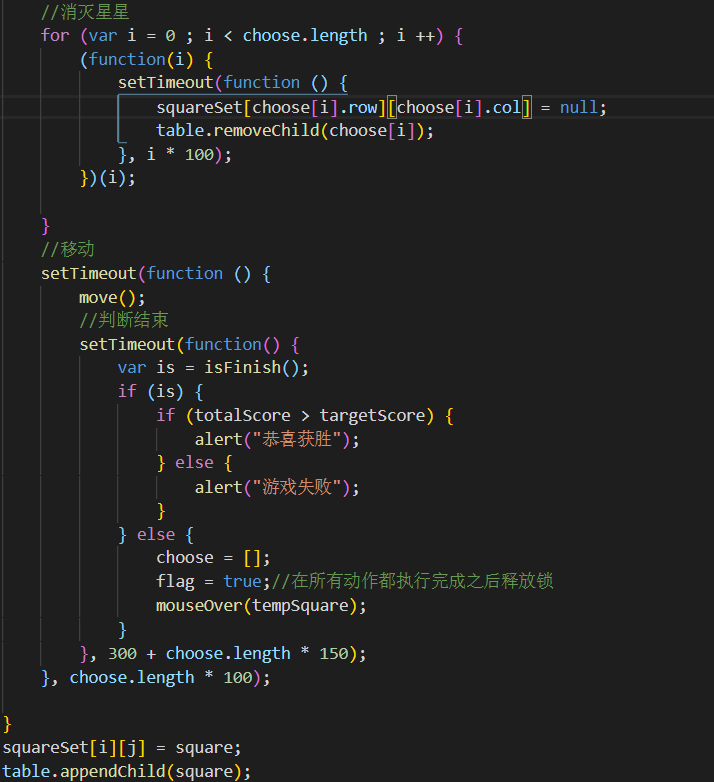 //消灭星星
for (var i = 0 ; i < choose.length ; i ++) {
(function(i) {
setTimeout(function () {
squareSet[choose[i].row][choose[i].col] = null;
table.removeChild(choose[i]);
}, i * 100);
})(i);
}
//移动
setTimeout(function () {
move();
//判断结束
setTimeout(function() {
var is = isFinish();
if (is) {
if (totalScore > targetScore) {
alert("恭喜获胜");
} else {
alert("游戏失败");
}
} else {
choose = [];
flag = true;//在所有动作都执行完成之后释放锁
mouseOver(tempSquare);
}
}, 300 + choose.length * 150);
}, choose.length * 100);
}
squareSet[i][j] = square;
table.appendChild(square);